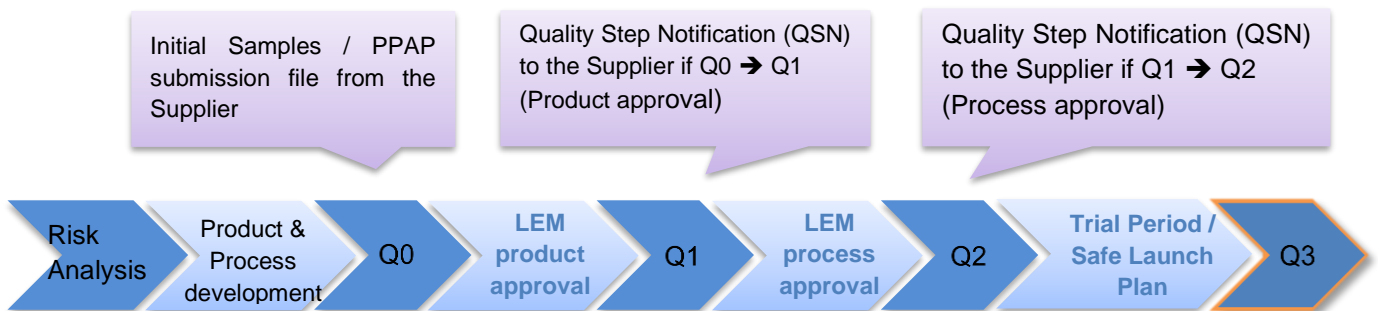 Initial Samples / PPAP
submission file from the
Supplier
Quality Step Notification (QSN)
to the Supplier if Q0 ➔ Q1
(Product approval)
Quality Step Notification (QSN)
to the Supplier if Q1 ➔ Q2
(Process approval)
Risk
Analysis
Product &
Process
development
Q0
LEM
product
approval
Q1
LEM
process
approval
Q2
Trial Period /
Safe Launch
Plan
Q3